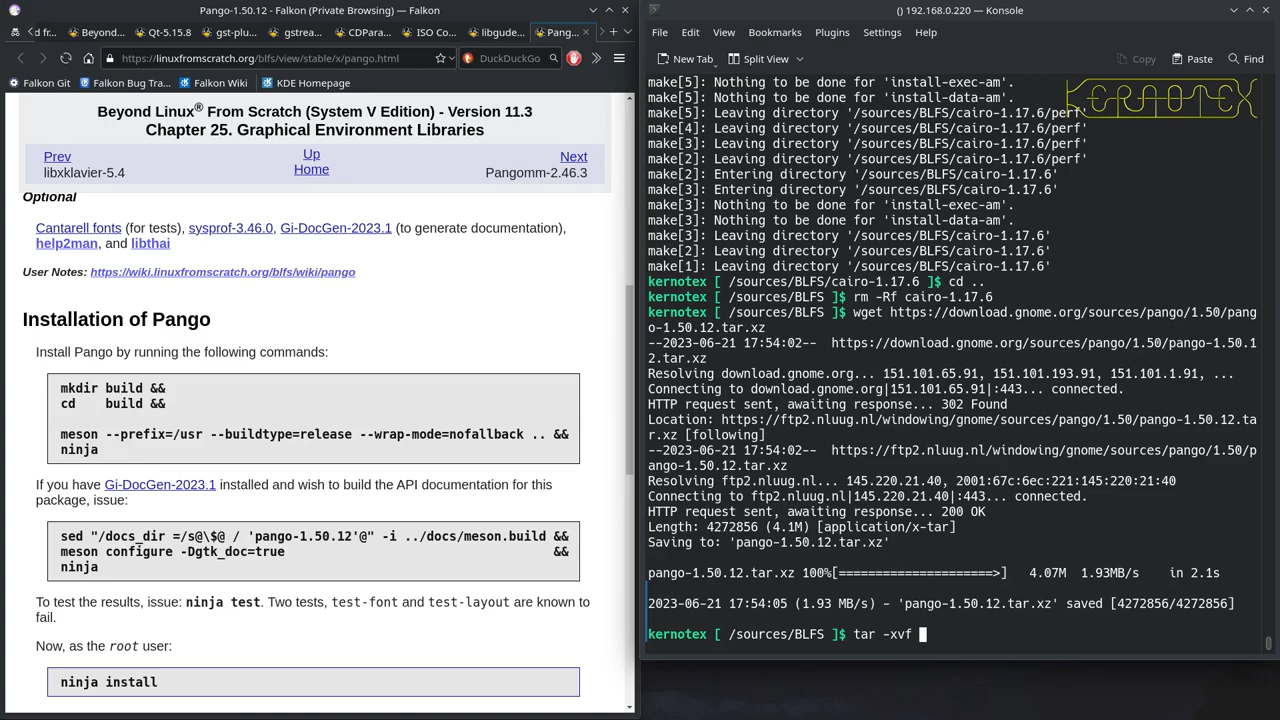 Pango-1.50.12 — Falkon (Private Browsing) — Falkon
d fr...
Beyon...
Qt-5.15.8
gst-plu...
gstrea...
CDPara...
ISO Co...
libgude...
Pang...
https://linuxfromscratch.org/blfs/view/stable/x/pango.html
DuckDuckGo
Falkon Git
Falkon Bug Tra...
Falkon Wiki
KDE Homepage
Beyond Linux® From Scratch (System V Edition) - Version 11.3
Chapter 25. Graphical Environment Libraries
Prev
Up
Next
libxklavier-5.4
Home
Pangomm-2.46.3
Optional
Cantarell fonts (for tests), sysprof-3.46.0, Gi-DocGen-2023.1 (to generate documentation),
help2man, and libthai
User Notes: https://wiki.linuxfromscratch.org/blfs/wiki/pango
Installation of Pango
Install Pango by running the following commands:
mkdir build &&
cd    build &&
meson --prefix=/usr --buildtype=release --wrap-mode=nofallback .. &&
ninja
If you have Gi-DocGen-2023.1 installed and wish to build the API documentation for this
package, issue:
sed "/docs_dir =/s@\$@ / 'pango-1.50.12'@" -i ../docs/meson.build &&
meson configure -Dgtk_doc=true                                    &&
ninja
To test the results, issue: ninja test. Two tests, test-font and test-layout are known to
fail.
Now, as the root user:
ninja install
() 192.168.0.220 — Konsole
File Edit View Bookmarks Plugins Settings Help
New Tab
Split View
Copy
Paste
Find
KERNOTEX
make[5]: Nothing to be done for 'install-exec-am'.
make[5]: Nothing to be done for 'install-data-am'.
make[5]: Leaving directory '/sources/BLFS/cairo-1.17.6/perf'
make[4]: Leaving directory '/sources/BLFS/cairo-1.17.6/perf'
make[3]: Leaving directory '/sources/BLFS/cairo-1.17.6/perf'
make[2]: Leaving directory '/sources/BLFS/cairo-1.17.6/perf'
make[2]: Entering directory '/sources/BLFS/cairo-1.17.6'
make[3]: Entering directory '/sources/BLFS/cairo-1.17.6'
make[3]: Nothing to be done for 'install-exec-am'.
make[3]: Nothing to be done for 'install-data-am'.
make[3]: Leaving directory '/sources/BLFS/cairo-1.17.6'
make[2]: Leaving directory '/sources/BLFS/cairo-1.17.6'
make[1]: Leaving directory '/sources/BLFS/cairo-1.17.6'
kernotex [ /sources/BLFS/cairo-1.17.6 ]$ cd ..
kernotex [ /sources/BLFS ]$ rm -Rf cairo-1.17.6
kernotex [ /sources/BLFS ]$ wget https://download.gnome.org/sources/pango/1.50/pang
o-1.50.12.tar.xz
--2023-06-21 17:54:02--  https://download.gnome.org/sources/pango/1.50/pango-1.50.1
2.tar.xz
Resolving download.gnome.org... 151.101.65.91, 151.101.193.91, 151.101.1.91, ...
Connecting to download.gnome.org|151.101.65.91|:443... connected.
HTTP request sent, awaiting response... 302 Found
Location: https://ftp2.nluug.nl/windowing/gnome/sources/pango/1.50/pango-1.50.12.ta
r.xz [following]
--2023-06-21 17:54:02--  https://ftp2.nluug.nl/windowing/gnome/sources/pango/1.50/p
ango-1.50.12.tar.xz
Resolving ftp2.nluug.nl... 145.220.21.40, 2001:67c:6ec:221:145:220:21:40
Connecting to ftp2.nluug.nl|145.220.21.40|:443... connected.
HTTP request sent, awaiting response... 200 OK
Length: 4272856 (4.1M) [application/x-tar]
Saving to: 'pango-1.50.12.tar.xz'
pango-1.50.12.tar.xz 100%[=====================>]   4.07M  1.93MB/s    in 2.1s
2023-06-21 17:54:05 (1.93 MB/s) - 'pango-1.50.12.tar.xz' saved [4272856/4272856]
kernotex [ /sources/BLFS ]$ tar -xvf